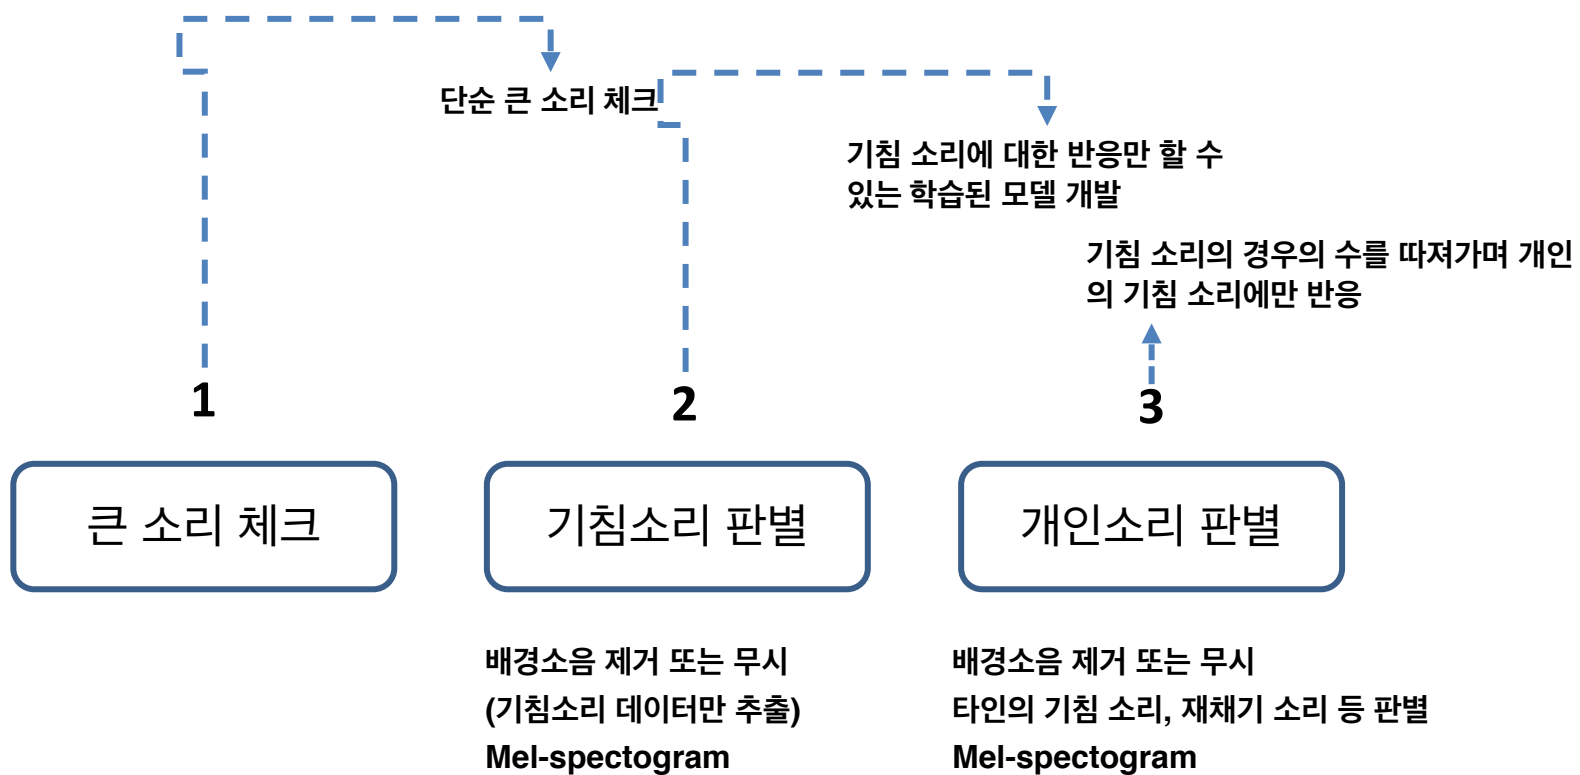 단순 큰 소리 체크
기침 소리에 대한 반응만 할 수
있는 학습된 모델 개발
기침 소리의 경우의 수를 따져가며 개인
의 기침 소리에만 반응
1
2
3
큰 소리 체크
기침소리 판별
개인소리 판별
배경소음 제거 또는 무시
(기침소리 데이터만 추출)
Mel-spectogram
배경소음 제거 또는 무시
타인의 기침 소리, 재채기 소리 등 판별
Mel-spectogram